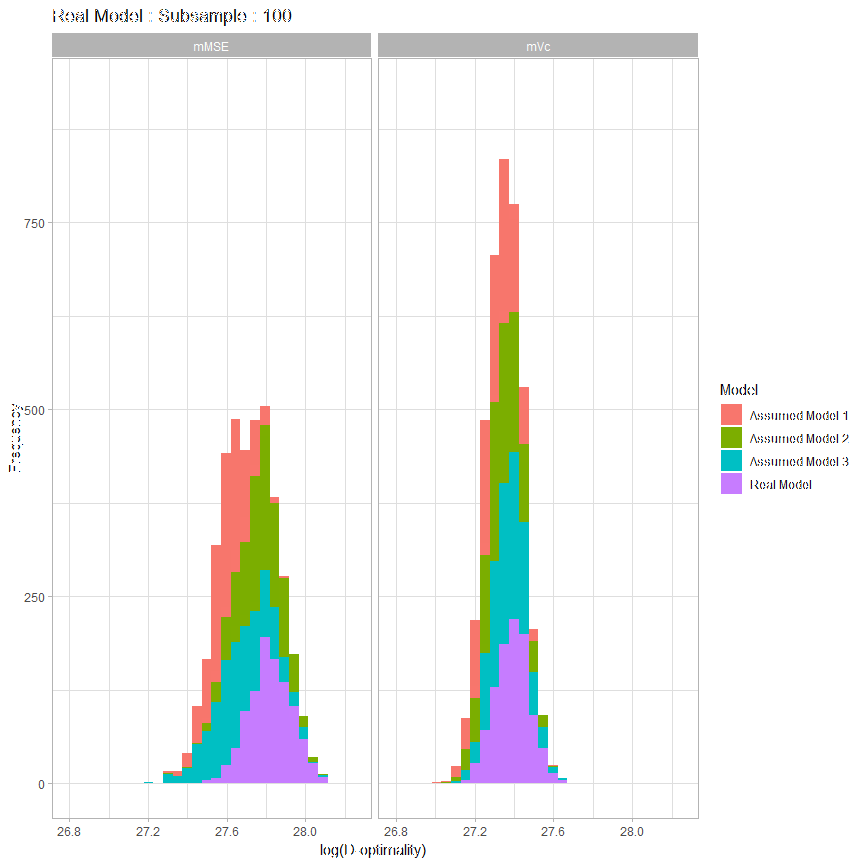 Real Model : Subsample : 100
mMSE
mVc
Frequency
750
500
250
0
26.8
27.2
27.6
28.0
26.8
27.2
27.6
28.0
log(D-optimality)
Model
Assumed Model 1
Assumed Model 2
Assumed Model 3
Real Model